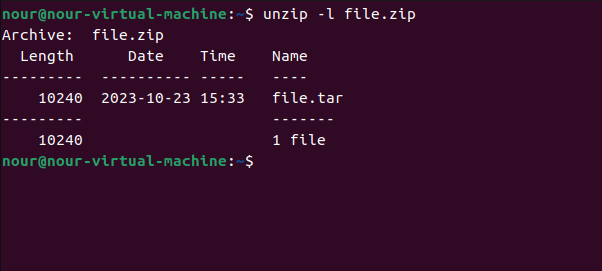 nour@nour-virtual-machine:~$ unzip -l file.zip
Archive:  file.zip
  Length      Date    Time    Name
---------  ---------- -----   ----
    10240  2023-10-23 15:33   file.tar
---------                     -------
    10240                     1 file
nour@nour-virtual-machine:~$